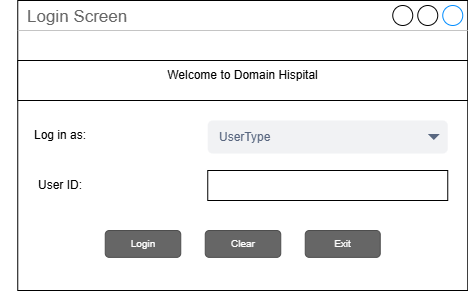 Login Screen
Welcome to Domain Hispital
Log in as:
UserType
User ID:
Login Clear Exit